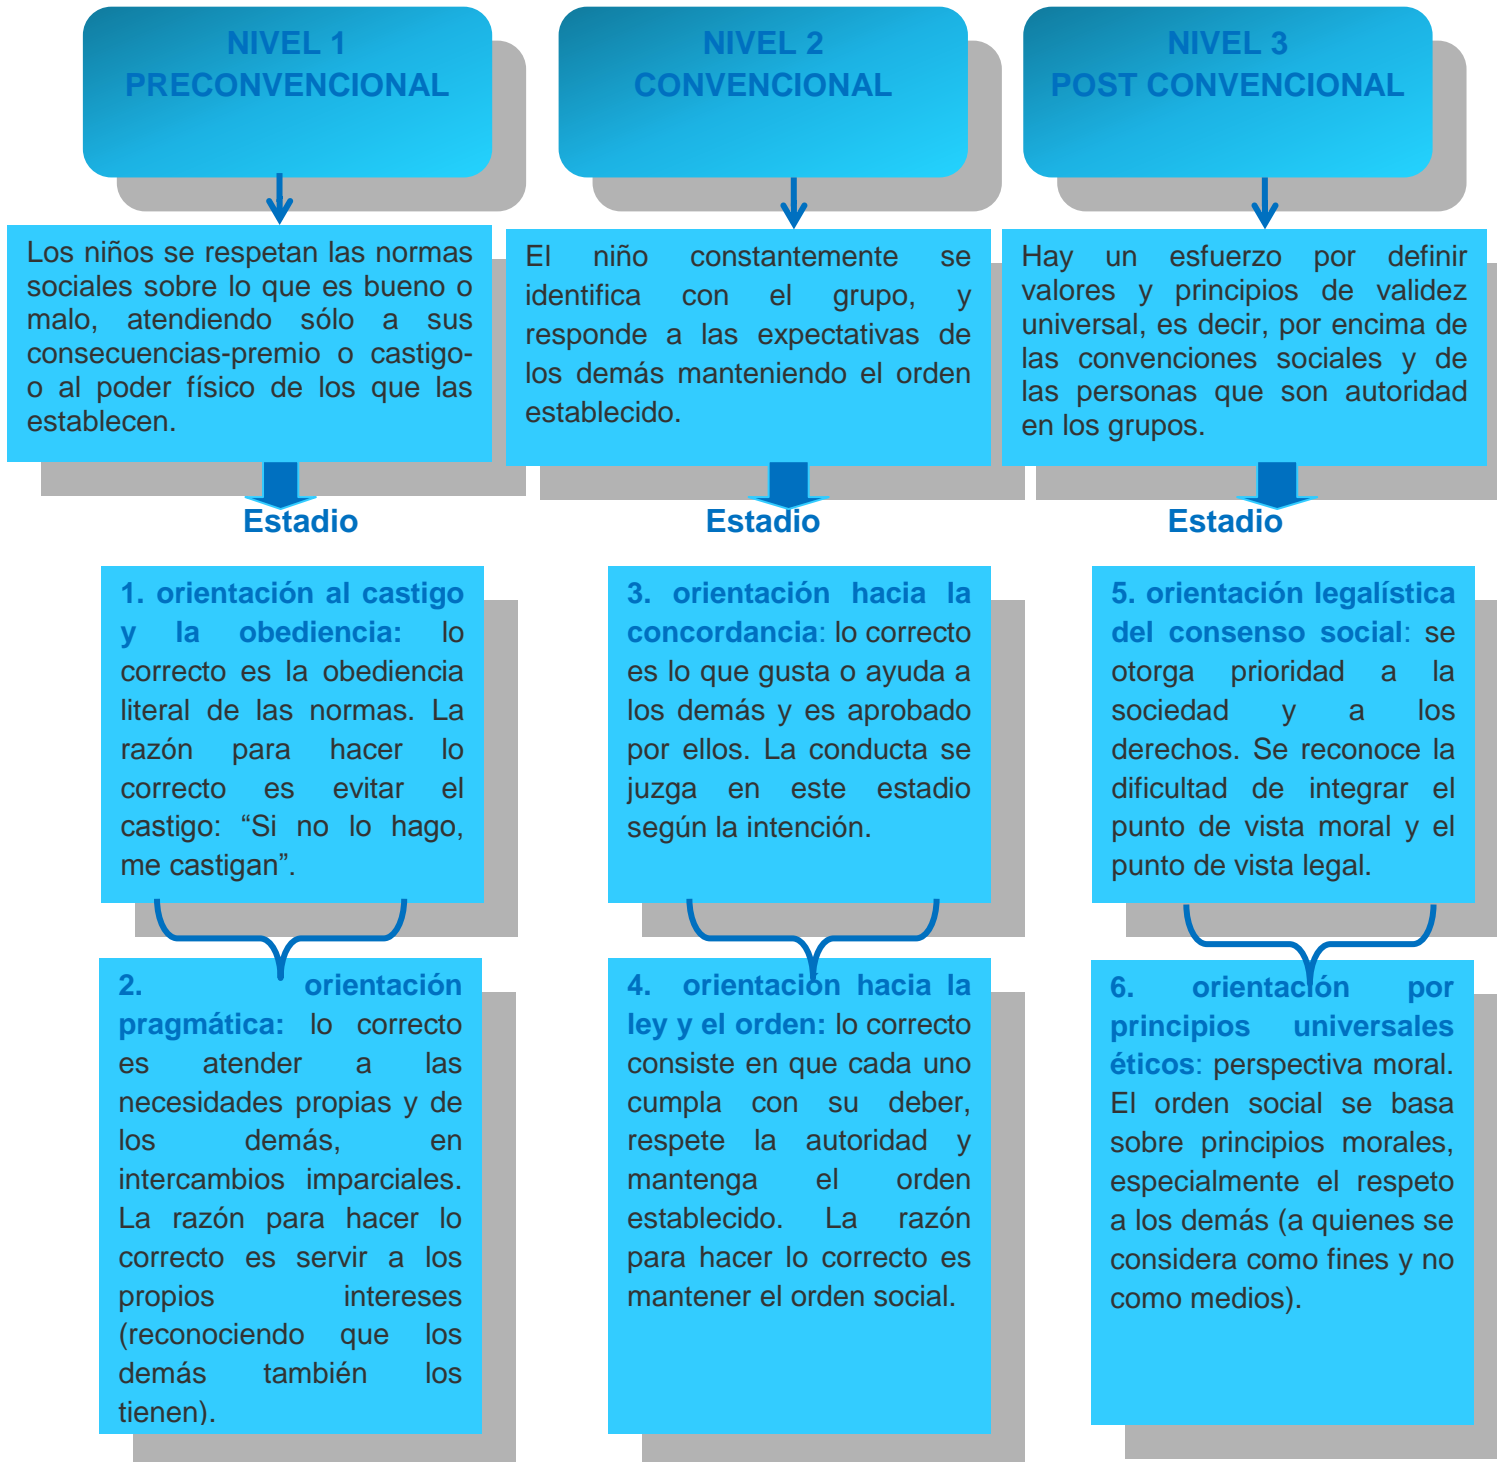 NIVEL 1
PRECONVENCIONAL
NIVEL 2
CONVENCIONAL
NIVEL 3
POST CONVENCIONAL
Los niños se respetan las normas
sociales sobre lo que es bueno o
malo, atendiendo sólo a sus
consecuencias-premio o castigo-
o al poder físico de los que las
establecen.
El niño constantemente se
identifica con el grupo, y
responde a las expectativas de
los demás manteniendo el orden
establecido.
Hay un esfuerzo por definir
valores y principios de validez
universal, es decir, por encima de
las convenciones sociales y de
las personas que son autoridad
en los grupos.
Estadio
Estadio
Estadio
1. orientación al castigo
y la obediencia: lo
correcto es la obediencia
literal de las normas. La
razón para hacer lo
correcto es evitar el
castigo: “Si no lo hago,
me castigan”.
3. orientación hacia la
concordancia: lo correcto
es lo que gusta o ayuda a
los demás y es aprobado
por ellos. La conducta se
juzga en este estadio
según la intención.
5. orientación legalística
del consenso social: se
otorga prioridad a la
sociedad y a los
derechos. Se reconoce la
dificultad de integrar el
punto de vista moral y el
punto de vista legal.
2. orientación
pragmática: lo correcto
es atender a las
necesidades propias y de
los demás, en
intercambios imparciales.
La razón para hacer lo
correcto es servir a los
propios intereses
(reconociendo que los
demás también los
tienen).
4. orientación hacia la
ley y el orden: lo correcto
consiste en que cada uno
cumpla con su deber,
respete la autoridad y
mantenga el orden
establecido. La razón
para hacer lo correcto es
mantener el orden social.
6. orientación por
principios universales
éticos: perspectiva moral.
El orden social se basa
sobre principios morales,
especialmente el respeto
a los demás (a quienes se
considera como fines y no
como medios).